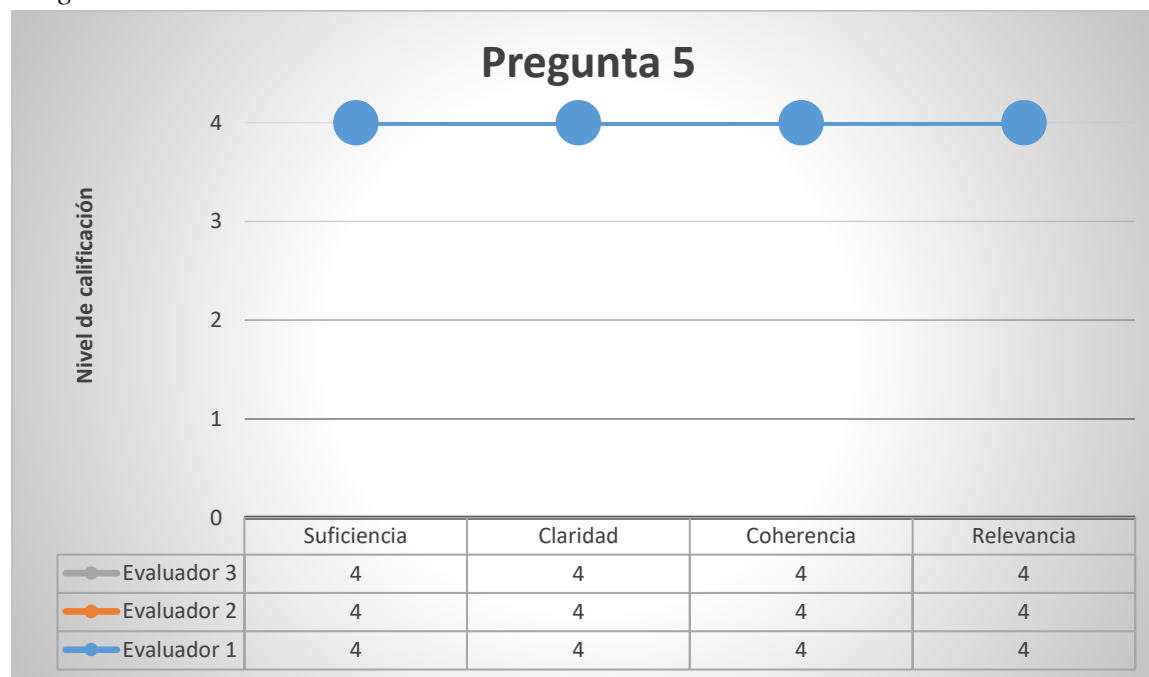 Pregunta 5
Nivel de calificación
4
3
2
1
0
Suficiencia Claridad Coherencia Relevancia
Evaluador 3 4 4 4 4
Evaluador 2 4 4 4 4
Evaluador 1 4 4 4 4